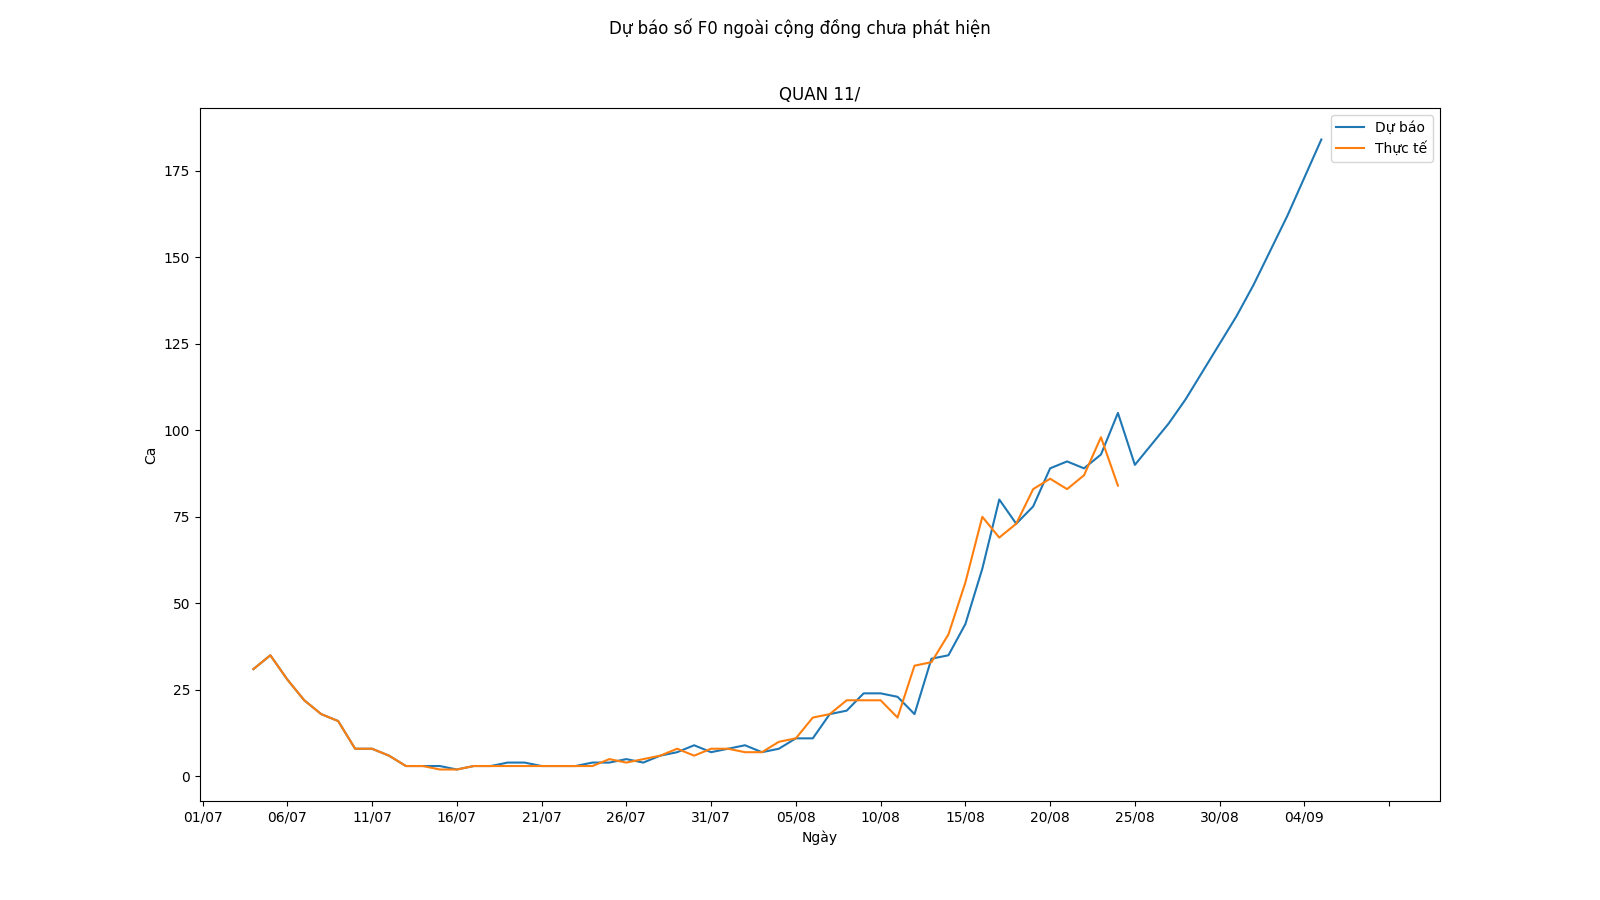 Dự báo số F0 ngoài cộng đồng chưa phát hiện
QUAN 11/
Dự báo
Thực tế
175
150
125
100
75
50
25
0
Ca
01/07 06/07 11/07 16/07 21/07 26/07 31/07 05/08 10/08 15/08 20/08 25/08 30/08 04/09
Ngày